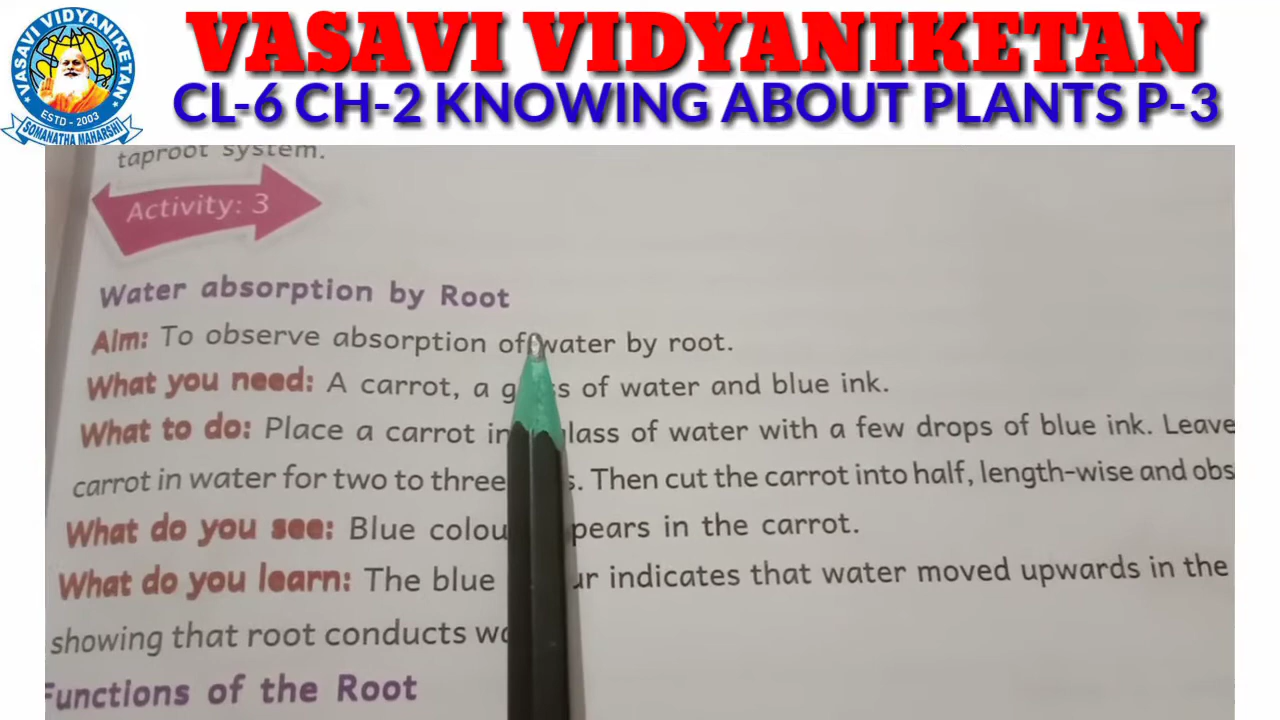 VASAVI VIDYANIKETAN
CL-6 CH-2 KNOWING ABOUT PLANTS P-3
VASAVI VIDYANIKETAN
ESTD - 2003
SOMANATHA MAHARSHI
taproot system.
Activity: 3
Water absorption by Root
Aim: To observe absorption of water by root.
What you need: A carrot, a of water and blue ink.
What to do: Place a carrot in of water with a few drops of blue ink. Leave
carrot in water for two to three Then cut the carrot into half, length-wise and obs
What do you see: Blue in the carrot.
What do you learn: The blue indicates that water moved upwards in the
showing that root conducts
Functions of the Root